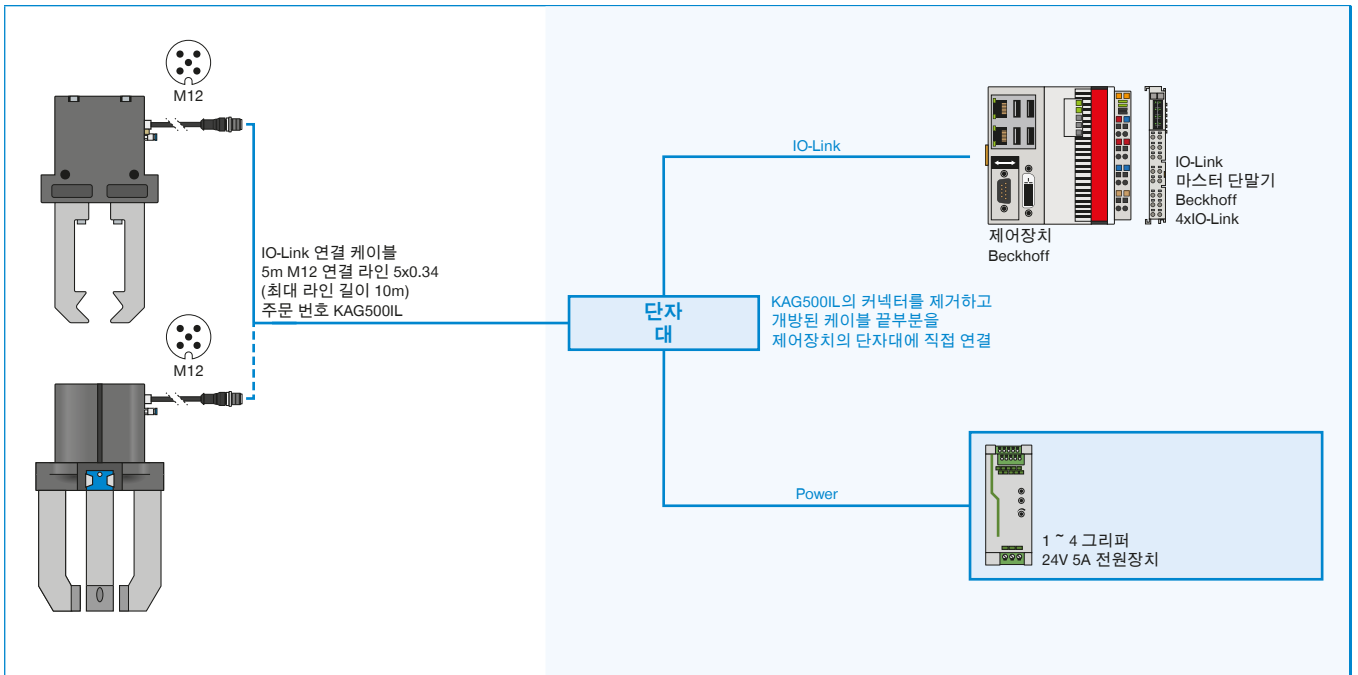 M12
IO-Link 연결 케이블
5m M12 연결 라인 5x0.34
(최대 라인 길이 10m)
주문 번호 KAG500IL
M12
단자
대
KAG500IL의 커넥터를 제거하고
개방된 케이블 끝부분을
제어장치의 단자대에 직접 연결
IO-Link
제어장치
Beckhoff
IO-Link
마스터 단말기
Beckhoff
4xIO-Link
Power
1 ~ 4 그리퍼
24V 5A 전원장치